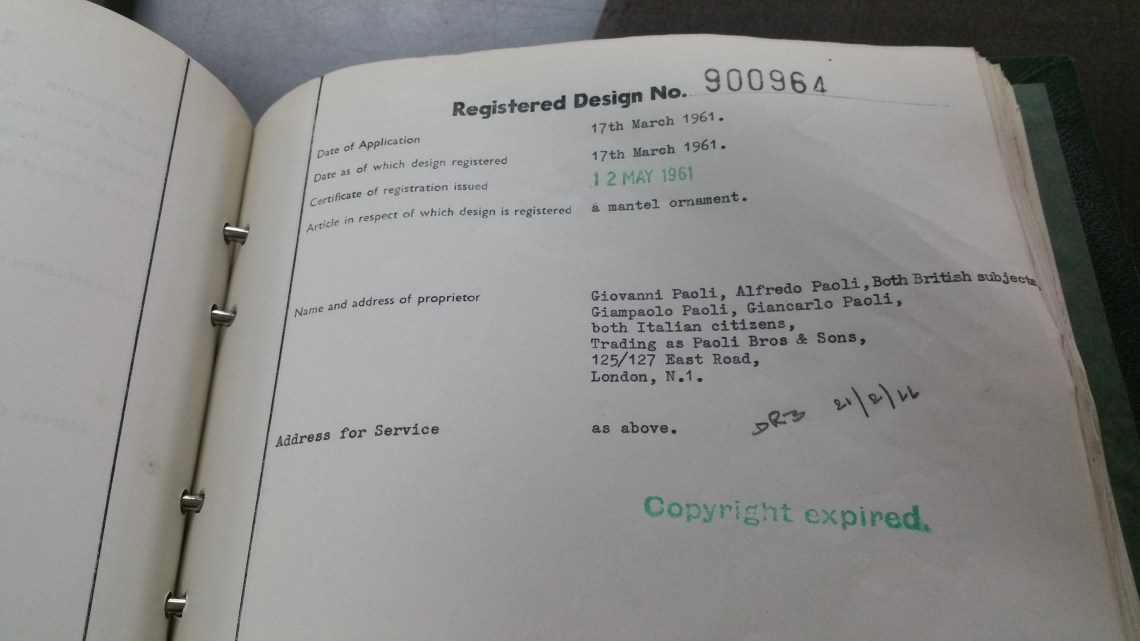 Registered Design No. 900964
Date of Application 17th March 1961.
Date as of which design registered 17th March 1961.
Certificate of registration issued 12 MAY 1961
Article in respect of which design is registered a mantel ornament.
Name and address of proprietor Giovanni Paoli, Alfredo Paoli, Both British subjects,
Giampaolo Paoli, Giancarlo Paoli,
both Italian citizens,
Trading as Paoli Bros & Sons,
125/127 East Road,
London, N.1.
Address for Service as above.
21/2/66
Copyright expired.